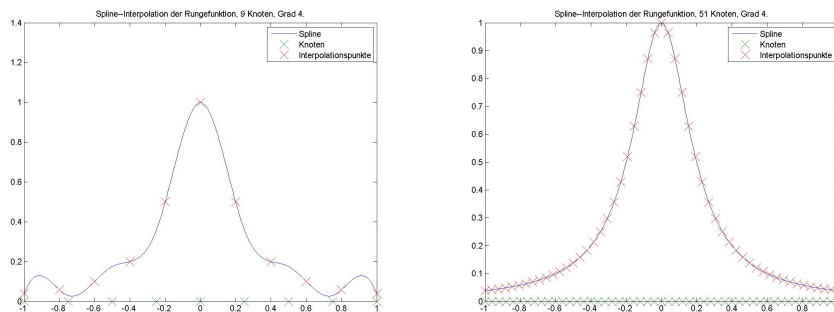 Spline--Interpolation der Rungefunktion, 9 Knoten, Grad 4.
1.4
1.2
1
0.8
0.6
0.4
0.2
0
-1 -0.8 -0.6 -0.4 -0.2 0 0.2 0.4 0.6 0.8 1
Spline
Knoten
Interpolationspunkte
Spline--Interpolation der Rungefunktion, 51 Knoten, Grad 4.
1
0.9
0.8
0.7
0.6
0.5
0.4
0.3
0.2
0.1
0
-1 -0.8 -0.6 -0.4 -0.2 0 0.2 0.4 0.6 0.8
Spline
Knoten
Interpolationspunkte